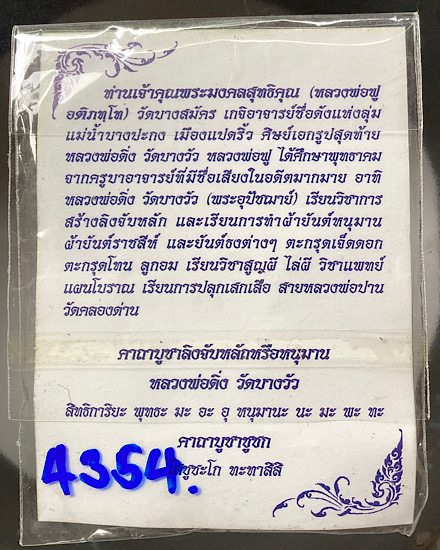 ท่านเจ้าคุณพระมงคลสุทธิคุณ (หลวงพ่อฟู
อติภทฺโท) วัดบางสมัคร เกจิอาจารย์ชื่อดังแห่งลุ่ม
แม่น้ำบางปะกง เมืองแปดริ้ว ศิษย์เอกรูปสุดท้าย
หลวงพ่อดิ่ง วัดบางวัว หลวงพ่อฟู ได้ศึกษาพุทธาคม
จากครูบาอาจารย์ที่มีชื่อเสียงในอดีตมากมาย อาทิ
หลวงพ่อดิ่ง วัดบางวัว (พระอุปัชฌาย์) เรียนวิชาการ
สร้างลิงจับหลัก และเรียนการทำผ้ายันต์หนุมาน
ผ้ายันต์ราชสีห์ และยันต์ธงต่างๆ ตะกรุดเจ็ดดอก
ตะกรุดโทน ลูกอม เรียนวิชาสูญผี ไล่ผี วิชาแพทย์
แผนโบราณ เรียนการปลุกเสกเสือ สายหลวงพ่อปาน
วัดคลองด่าน
คาถาบูชาลิงจับหลักหรือหนุมาน
หลวงพ่อดิ่ง วัดบางวัว
สิทธิการิยะ พุทธะ มะ อะ อุ หนุมานะ นะ มะ พะ ทะ
คาถาบูชาชูชก
4354. ทะทาสิสิ